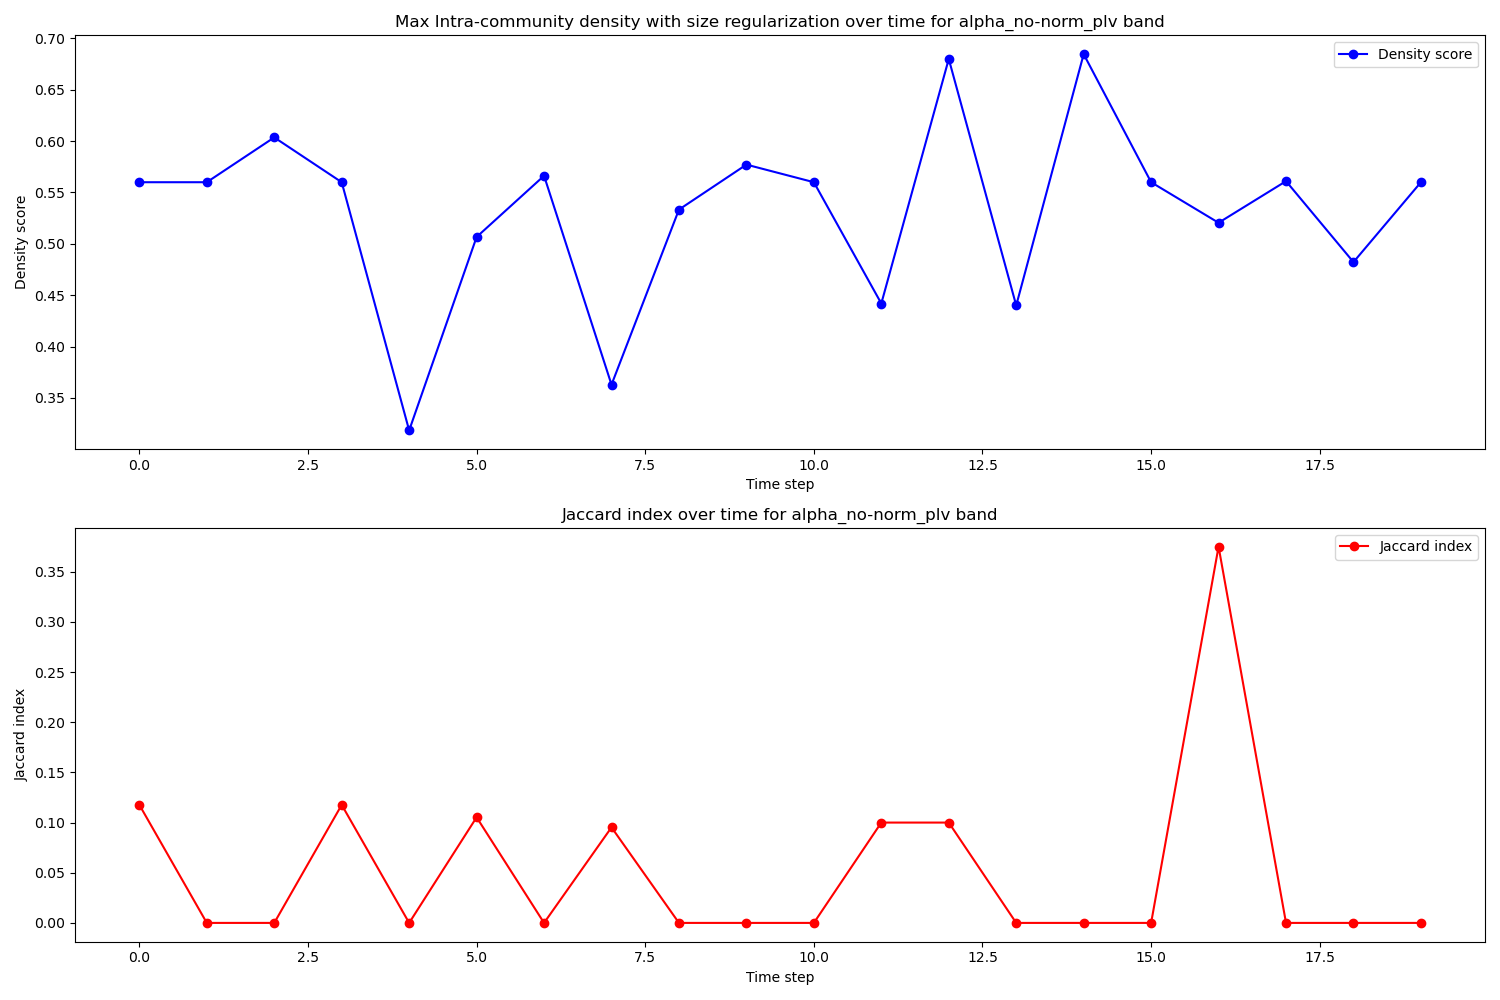 Max Intra-community density with size regularization over time for alpha_no-norm_plv band
Density score
0.70
0.65
0.60
0.55
0.50
0.45
0.40
0.35
Density score
0.0 2.5 5.0 7.5 10.0 12.5 15.0 17.5
Time step
Jaccard index over time for alpha_no-norm_plv band
Jaccard index
0.35
0.30
0.25
0.20
0.15
0.10
0.05
0.00
Jaccard index
0.0 2.5 5.0 7.5 10.0 12.5 15.0 17.5
Time step